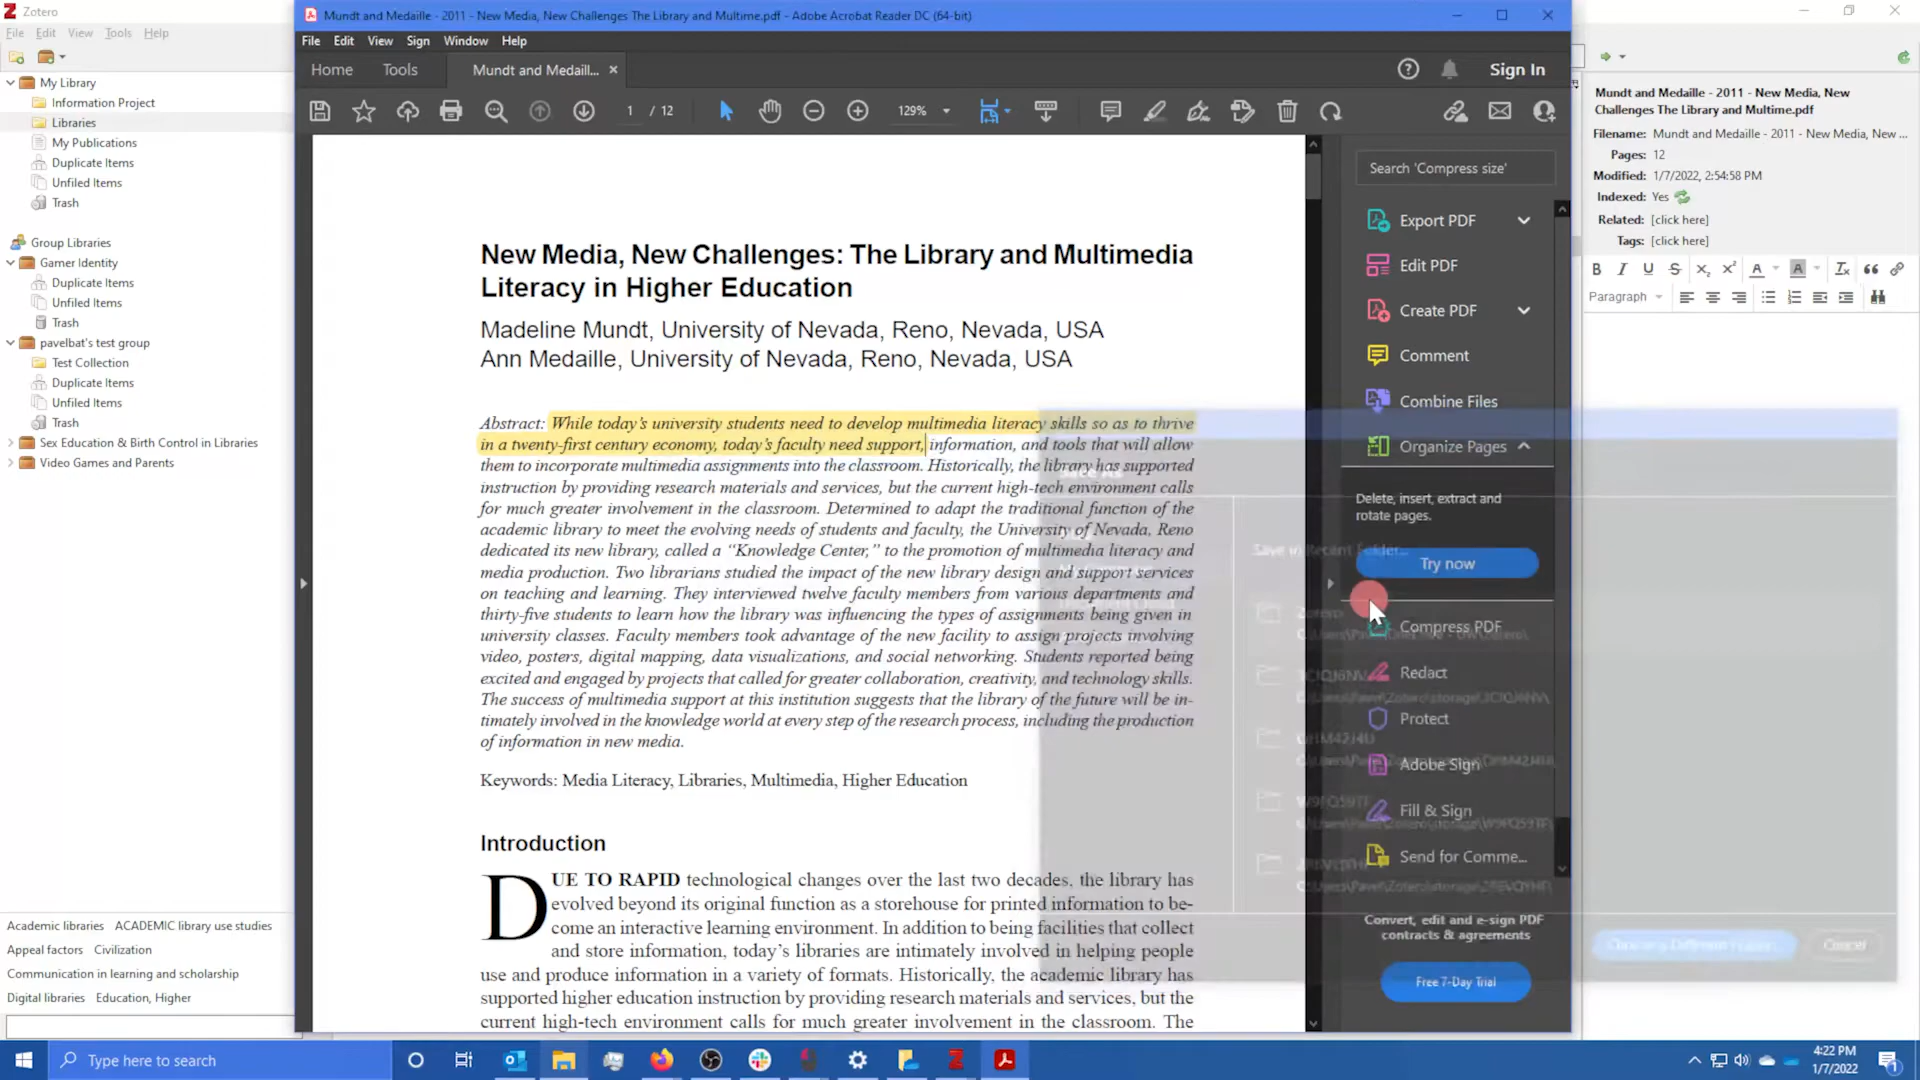 Zotero
File Edit View Tools Help
My Library
Information Project
Libraries
My Publications
Duplicate Items
Unfiled Items
Trash
Group Libraries
Gamer Identity
Duplicate Items
Unfiled Items
Trash
pavelbat's test group
Test Collection
Duplicate Items
Unfiled Items
Trash
Sex Education & Birth Control in Libraries
Video Games and Parents
Academic libraries ACADEMIC library use studies
Appeal factors Civilization
Communication in learning and scholarship
Digital libraries Education, Higher
Mundt and Medaille - 2011 - New Media, New Challenges The Library and Multime.pdf - Adobe Acrobat Reader DC (64-bit)
File Edit View Sign Window Help
Home Tools Mundt and Medaill... Sign In
1 / 12 129%
New Media, New Challenges: The Library and Multimedia
Literacy in Higher Education
Madeline Mundt, University of Nevada, Reno, Nevada, USA
Ann Medaille, University of Nevada, Reno, Nevada, USA
Abstract: While today's university students need to develop multimedia literacy skills so as to thrive
in a twenty-first century economy, today's faculty need support, information, and tools that will allow
them to incorporate multimedia assignments into the classroom. Historically, the library has supported
instruction by providing research materials and services, but the current high-tech environment calls
for much greater involvement in the classroom. Determined to adapt the traditional function of the
academic library to meet the evolving needs of students and faculty, the University of Nevada, Reno
dedicated its new library, called a “Knowledge Center,” to the promotion of multimedia literacy and
media production. Two librarians studied the impact of the new library design and support services
on teaching and learning. They interviewed twelve faculty members from various departments and
thirty-five students to learn how the library was influencing the types of assignments being given in
university classes. Faculty members took advantage of the new facility to assign projects involving
video, posters, digital mapping, data visualizations, and social networking. Students reported being
excited and engaged by projects that called for greater collaboration, creativity, and technology skills.
The success of multimedia support at this institution suggests that the library of the future will be in-
timately involved in the knowledge world at every step of the research process, including the production
of information in new media.
Keywords: Media Literacy, Libraries, Multimedia, Higher Education
Introduction
DUE TO RAPID technological changes over the last two decades, the library has
evolved beyond its original function as a storehouse for printed information to be-
come an interactive learning environment. In addition to being facilities that collect
and store information, today's libraries are intimately involved in helping people
use and produce information in a variety of formats. Historically, the academic library has
supported higher education instruction by providing research materials and services, but the
current high-tech environment calls for much greater involvement in the classroom. The
Search 'Compress size'
Export PDF
Edit PDF
Create PDF
Comment
Combine Files
Organize Pages
Delete, insert, extract and
rotate pages.
Try now
Compress PDF
Redact
Protect
Adobe Sign
Fill & Sign
Send for Comme...
Convert, edit and e-sign PDF
contracts & agreements
Free 7-Day Trial
Save As
Save in Recent Folder...
Zotero
Choose a Different Folder...
Cancel
Mundt and Medaille - 2011 - New Media, New
Challenges The Library and Multime.pdf
Filename: Mundt and Medaille - 2011 - New Media, New ...
Pages: 12
Modified: 1/7/2022, 2:54:58 PM
Indexed: Yes
Related: [click here]
Tags: [click here]
B I U S X₂ X² A A Tx
Paragraph
Type here to search
4:22 PM
1/7/2022
1